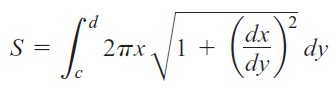 S = ∫_c^d 2πx √(1 + (dx/dy)²) dy